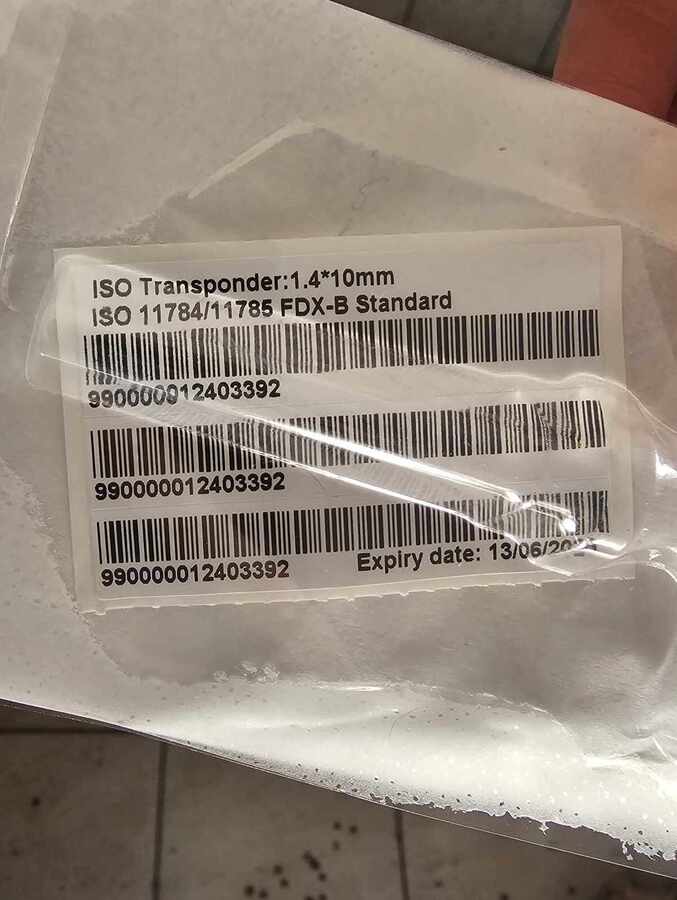 ISO Transponder:1.4*10mm
ISO 11784/11785 FDX-B Standard
990000012403392
990000012403392
990000012403392
Expiry date: